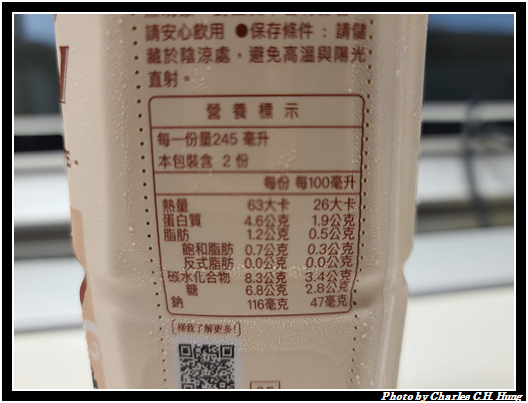 請安心飲用 ●保存條件:請儲
藏於陰涼處,避免高溫與陽光
直射。
營養標示
每一份量245 毫升
本包裝含 2 份
每份 每100毫升
熱量 63大卡 26大卡
蛋白質 4.6公克 1.9公克
脂肪 1.2公克 0.5公克
飽和脂肪 0.7公克 0.3公克
反式脂肪 0.0公克 0.0公克
碳水化合物 8.3公克 3.4公克
糖 6.8公克 2.8公克
鈉 116毫克 47毫克
掃我了解更多!
Photo by Charles C.H. Hung